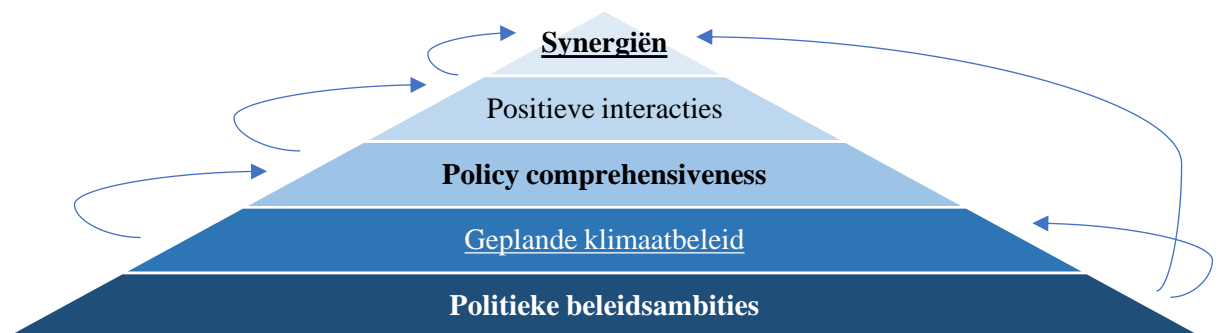 Synergiën
Positieve interacties
Policy comprehensiveness
Geplande klimaatbeleid
Politieke beleidsambities